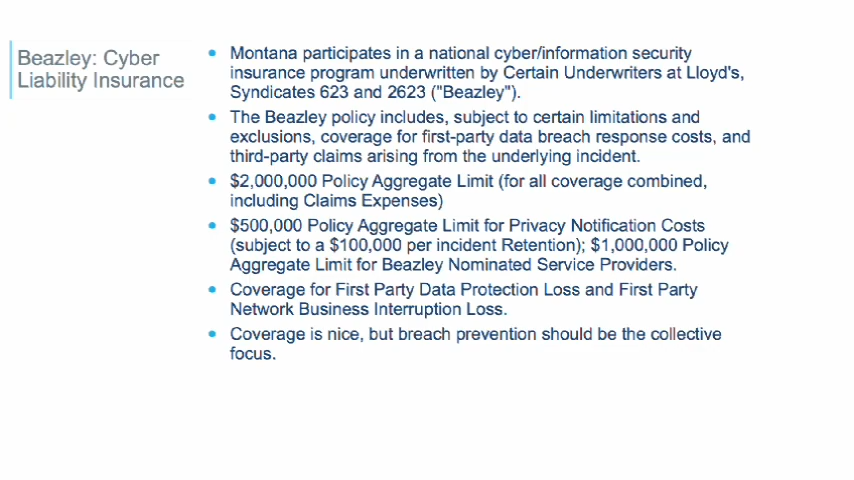 Beazley: Cyber
Liability Insurance
• Montana participates in a national cyber/information security
insurance program underwritten by Certain Underwriters at Lloyd's,
Syndicates 623 and 2623 ("Beazley").
• The Beazley policy includes, subject to certain limitations and
exclusions, coverage for first-party data breach response costs, and
third-party claims arising from the underlying incident.
• $2,000,000 Policy Aggregate Limit (for all coverage combined,
including Claims Expenses)
• $500,000 Policy Aggregate Limit for Privacy Notification Costs
(subject to a $100,000 per incident Retention); $1,000,000 Policy
Aggregate Limit for Beazley Nominated Service Providers.
• Coverage for First Party Data Protection Loss and First Party
Network Business Interruption Loss.
• Coverage is nice, but breach prevention should be the collective
focus.